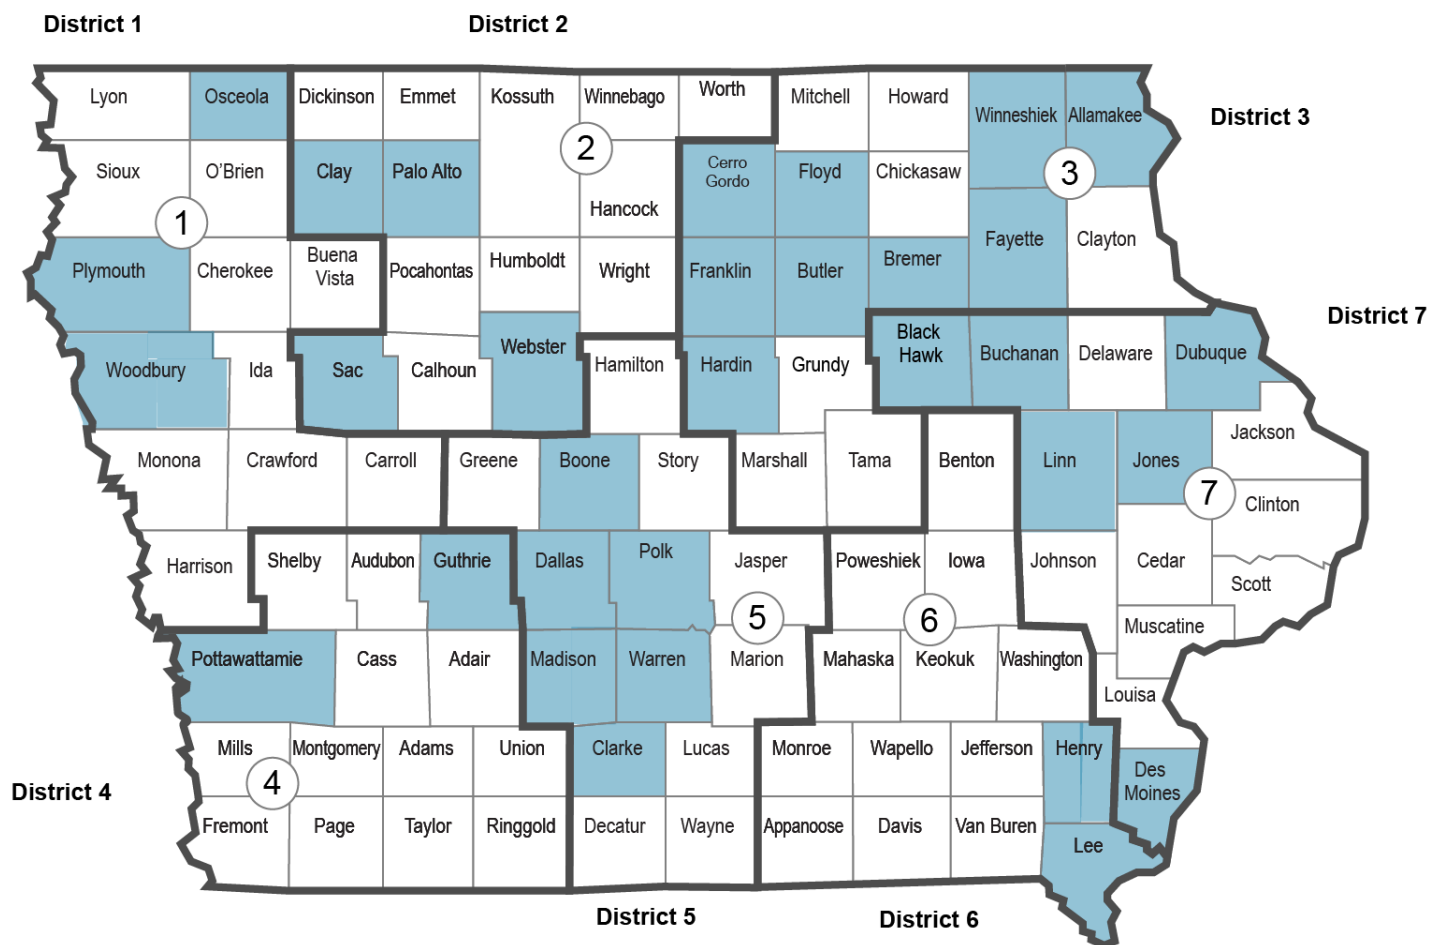 District 1
District 2
Lyon
Osceola
Dickinson
Emmet
Kossuth
Winnebago
Worth
Mitchell
Howard
Winneshiek
Allamakee
District 3
Sioux
O'Brien
Clay
Palo Alto
2
Hancock
Cerro
Gordo
Floyd
Chickasaw
3
1
Plymouth
Cherokee
Buena
Vista
Pocahontas
Humboldt
Wright
Franklin
Butler
Bremer
Fayette
Clayton
District 7
Woodbury
Ida
Sac
Calhoun
Webster
Hamilton
Hardin
Grundy
Black
Hawk
Buchanan
Delaware
Dubuque
Monona
Crawford
Carroll
Greene
Boone
Story
Marshall
Tama
Benton
Linn
Jones
Jackson
7
Clinton
Harrison
Shelby
Audubon
Guthrie
Dallas
Polk
Jasper
Poweshiek
Iowa
Johnson
Cedar
Scott
5
6
Muscatine
Pottawattamie
Cass
Adair
Madison
Warren
Marion
Mahaska
Keokuk
Washington
Louisa
Mills
Montgomery
Adams
Union
Clarke
Lucas
Monroe
Wapello
Jefferson
Henry
Des
Moines
District 4
4
Fremont
Page
Taylor
Ringgold
Decatur
Wayne
Appanoose
Davis
Van Buren
Lee
District 5
District 6